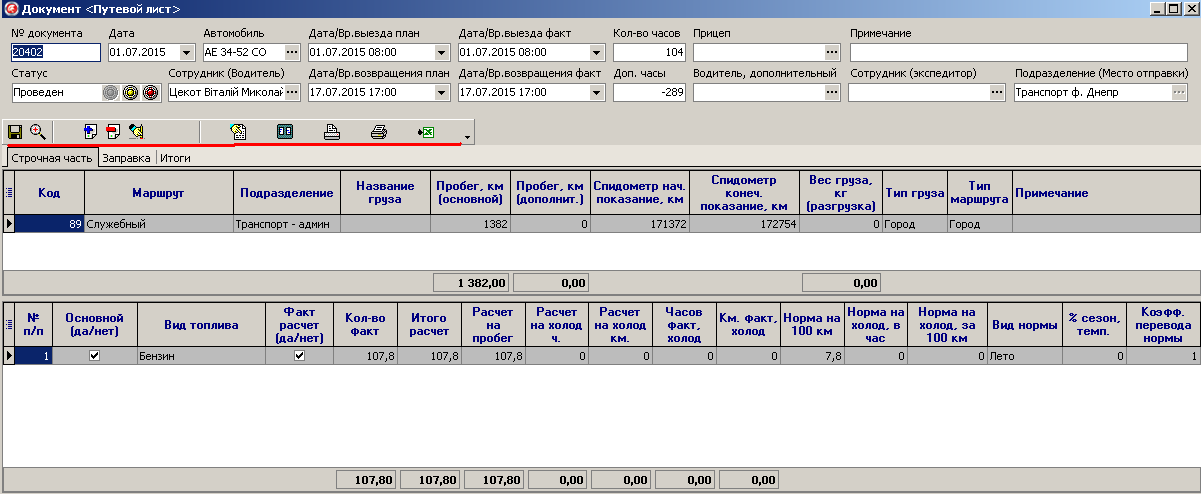 Документ <Путевой лист>
№ документа Дата Автомобиль Дата/Вр.выезда план Дата/Вр.выезда факт Кол-во часов Прицеп Примечание
20402 01.07.2015 AE 34-52 CO 01.07.2015 08:00 01.07.2015 08:00 104
Статус Сотрудник (Водитель) Дата/Вр.возвращения план Дата/Вр.возвращения факт Доп. часы Водитель, дополнительный Сотрудник (экспедитор) Подразделение (Место отправки)
Проведен Цекот Віталій Миколай 17.07.2015 17:00 17.07.2015 17:00 -289 Транспорт ф. Днепр
Строчная часть Заправка Итоги
Код Маршрут Подразделение Название груза Пробег, км (основной) Пробег, км (дополнит.) Спидометр нач. показание, км Спидометр конеч. показание, км Вес груза, кг (разгрузка) Тип груза Тип маршрута Примечание
89 Служебный Транспорт - админ 1382 0 171372 172754 0 Город Город
1 382,00 0,00 0,00
№ п/п Основной (да/нет) Вид топлива Факт расчет (да/нет) Кол-во факт Итого расчет Расчет на пробег Расчет на холод ч. Расчет на холод км. Часов факт, холод Км. факт, холод Норма на 100 км Норма на холод, в час Норма на холод, за 100 км Вид нормы % сезон, темп. Коэфф. перевода нормы
1 Бензин 107,8 107,8 107,8 0 0 0 0 7,8 0 0 Лето 0 1
107,80 107,80 107,80 0,00 0,00 0,00 0,00